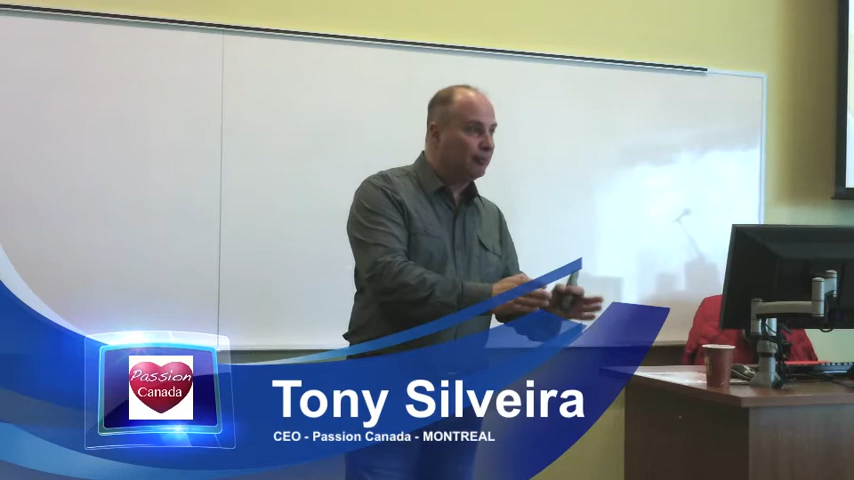 Passion
Canada
Tony Silveira
CEO - Passion Canada - MONTREAL